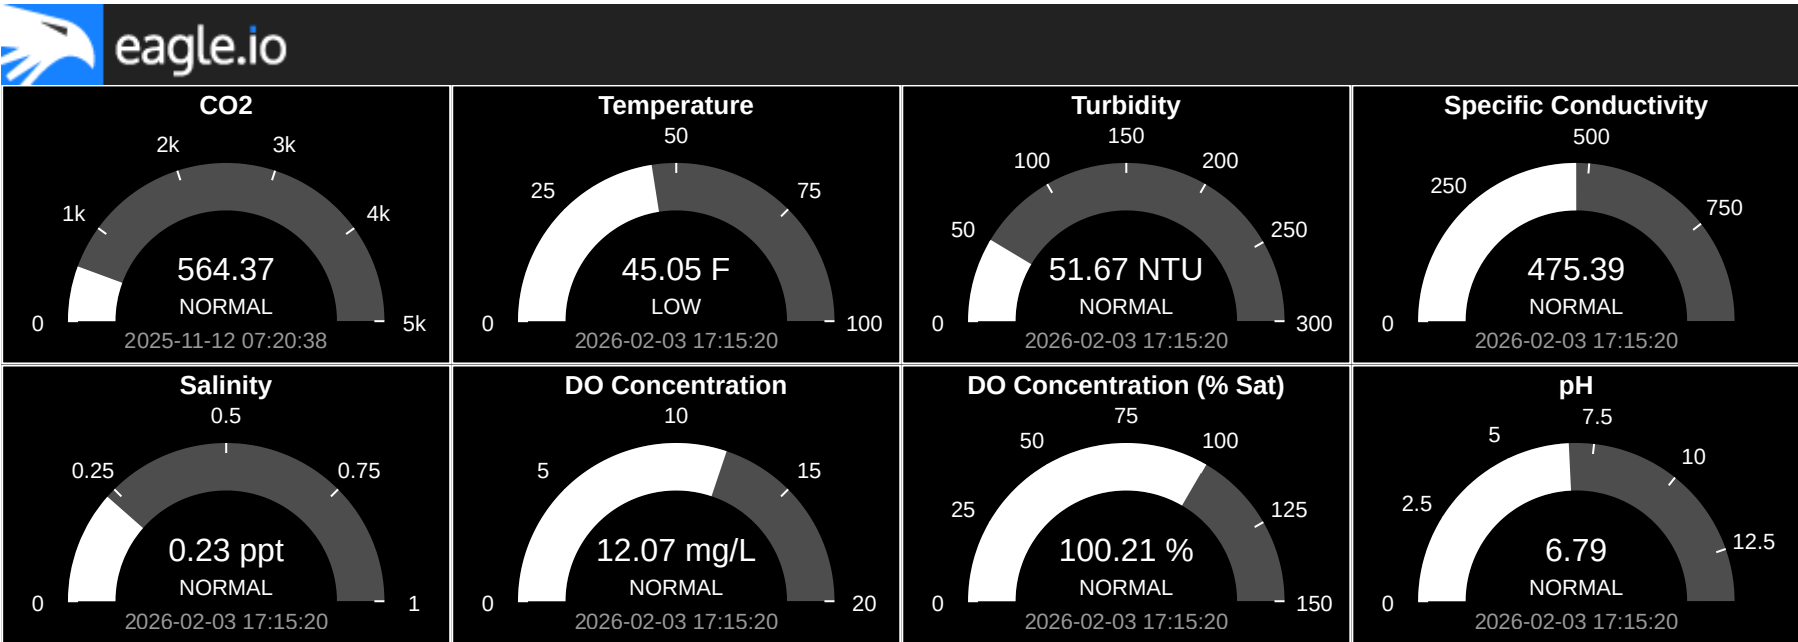 eagle.io
CO2
2k
3k
1k
4k
564.37
NORMAL
0
5k
2025-11-12 07:20:38
Temperature
50
25
75
45.05 F
LOW
0
100
2026-02-03 17:15:20
Turbidity
150
100
200
50
250
51.67 NTU
NORMAL
0
300
2026-02-03 17:15:20
Specific Conductivity
500
250
750
475.39
NORMAL
0
2026-02-03 17:15:20
Salinity
0.5
0.25
0.75
0.23 ppt
NORMAL
0
1
2026-02-03 17:15:20
DO Concentration
10
5
15
12.07 mg/L
NORMAL
0
20
2026-02-03 17:15:20
DO Concentration (% Sat)
75
50
100
25
125
100.21 %
NORMAL
0
150
2026-02-03 17:15:20
pH
7.5
5
10
2.5
12.5
6.79
NORMAL
0
2026-02-03 17:15:20